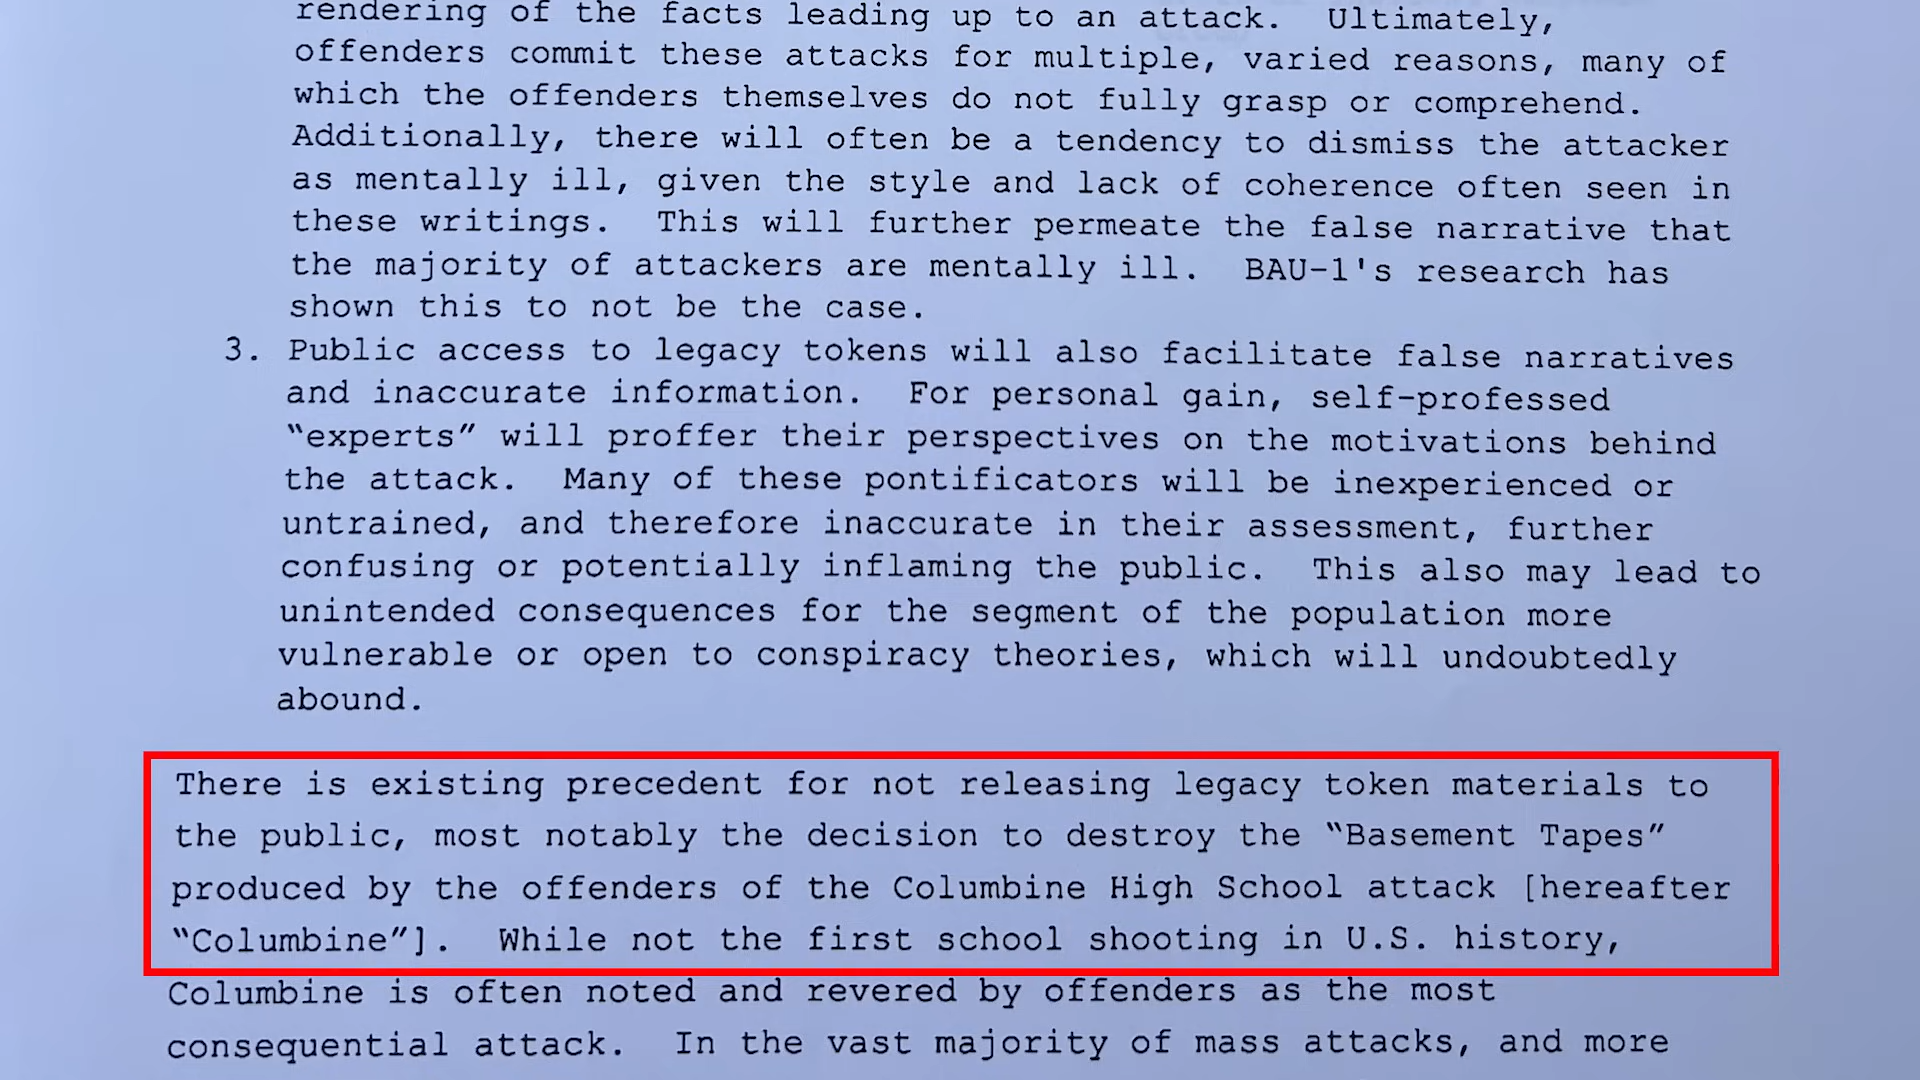 rendering of the facts leading up to an attack. Ultimately,
offenders commit these attacks for multiple, varied reasons, many of
which the offenders themselves do not fully grasp or comprehend.
Additionally, there will often be a tendency to dismiss the attacker
as mentally ill, given the style and lack of coherence often seen in
these writings. This will further permeate the false narrative that
the majority of attackers are mentally ill. BAU-1's research has
shown this to not be the case.
3. Public access to legacy tokens will also facilitate false narratives
and inaccurate information. For personal gain, self-professed
"experts" will proffer their perspectives on the motivations behind
the attack. Many of these pontificators will be inexperienced or
untrained, and therefore inaccurate in their assessment, further
confusing or potentially inflaming the public. This also may lead to
unintended consequences for the segment of the population more
vulnerable or open to conspiracy theories, which will undoubtedly
abound.
There is existing precedent for not releasing legacy token materials to
the public, most notably the decision to destroy the "Basement Tapes"
produced by the offenders of the Columbine High School attack [hereafter
"Columbine"]. While not the first school shooting in U.S. history,
Columbine is often noted and revered by offenders as the most
consequential attack. In the vast majority of mass attacks, and more